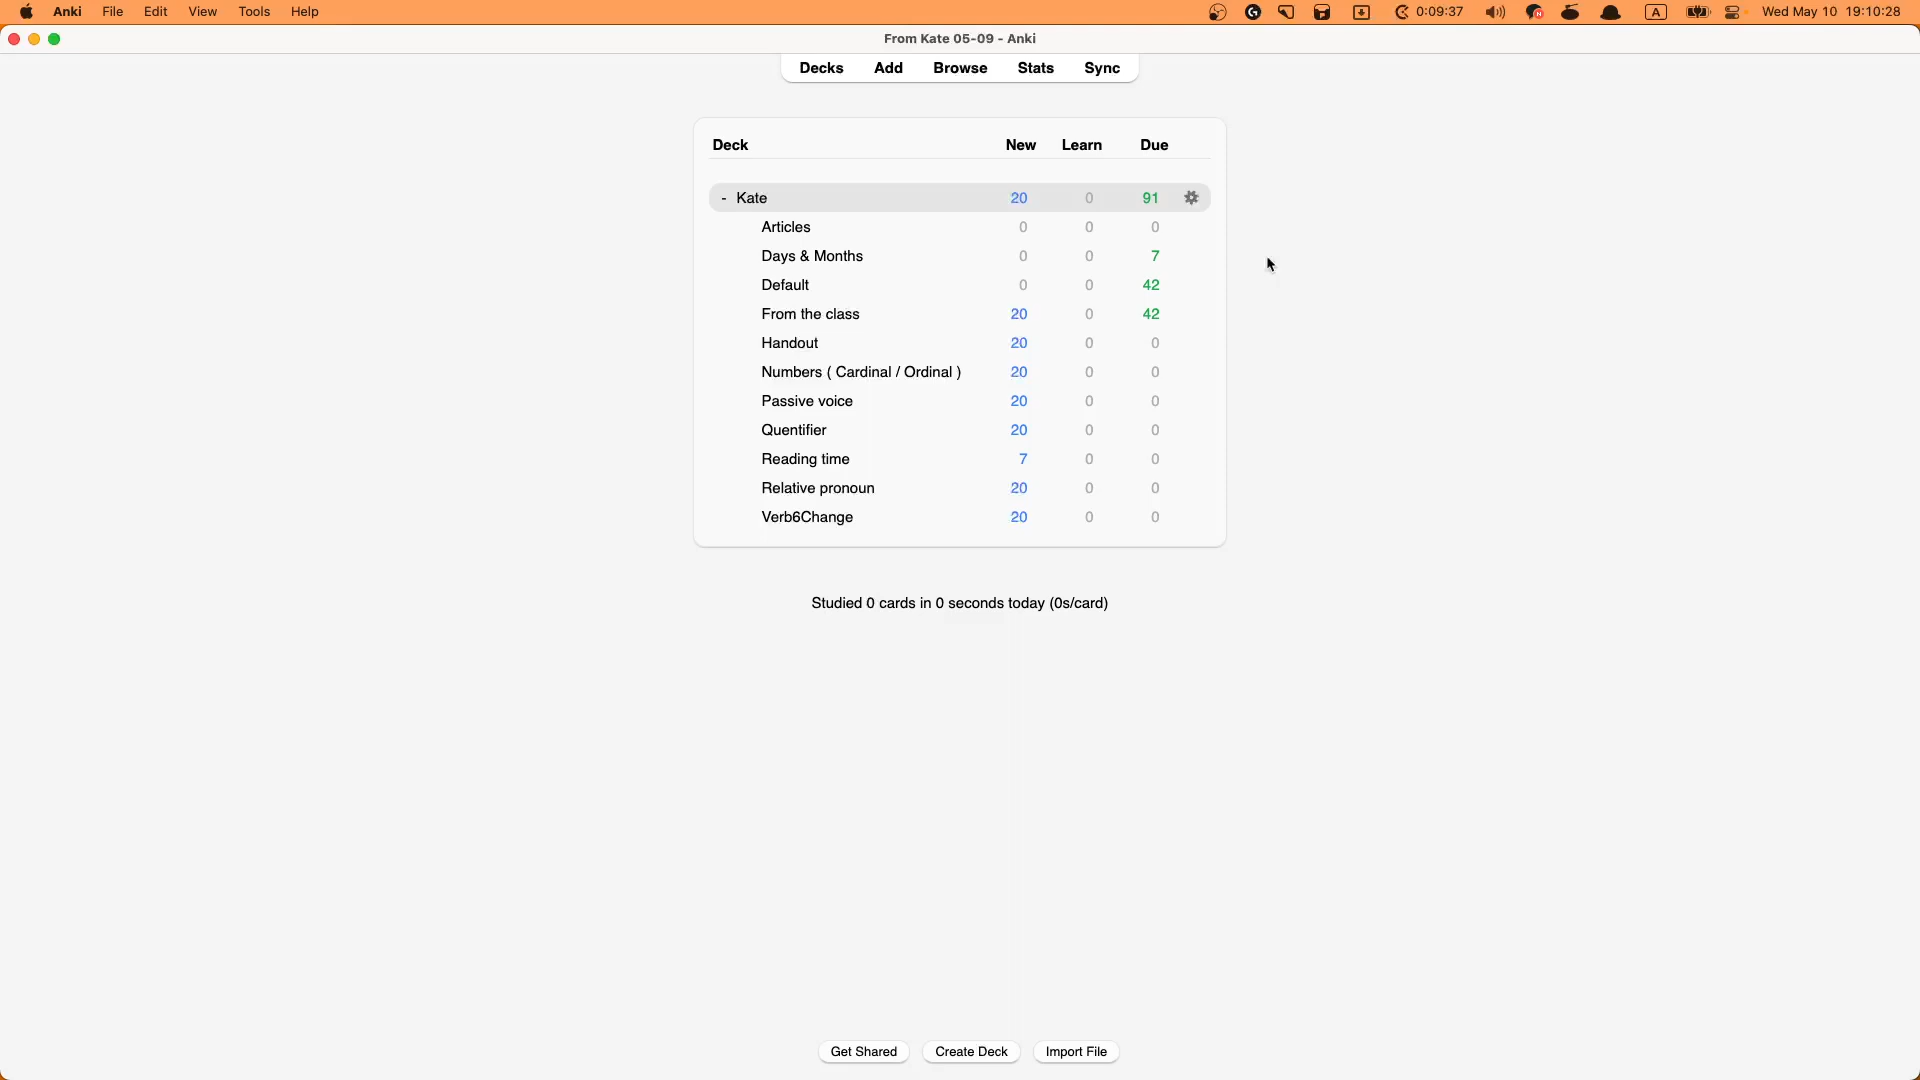 Anki File Edit View Tools Help 0:09:37 A Wed May 10 19:10:28
From Kate 05-09 - Anki
Decks Add Browse Stats Sync
Deck New Learn Due
- Kate 20 0 91
Articles 0 0 0
Days & Months 0 0 7
Default 0 0 42
From the class 20 0 42
Handout 20 0 0
Numbers ( Cardinal / Ordinal ) 20 0 0
Passive voice 20 0 0
Quentifier 20 0 0
Reading time 7 0 0
Relative pronoun 20 0 0
Verb6Change 20 0 0
Studied 0 cards in 0 seconds today (0s/card)
Get Shared Create Deck Import File